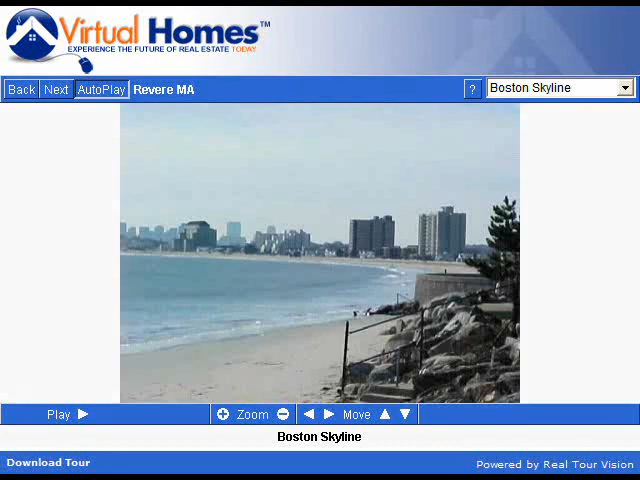 Virtual Homes™
EXPERIENCE THE FUTURE OF REAL ESTATE TODAY
Back Next AutoPlay Revere MA ? Boston Skyline
Play Zoom Move
Boston Skyline
Download Tour Powered by Real Tour Vision